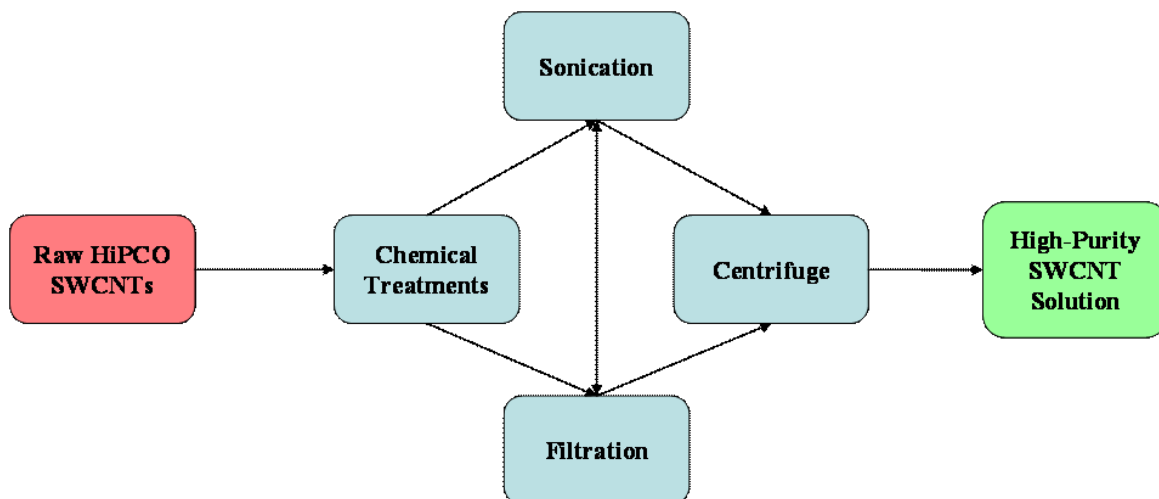 Sonication
Raw HiPCO
SWCNTs
Chemical
Treatments
Centrifuge
High-Purity
SWCNT
Solution
Filtration